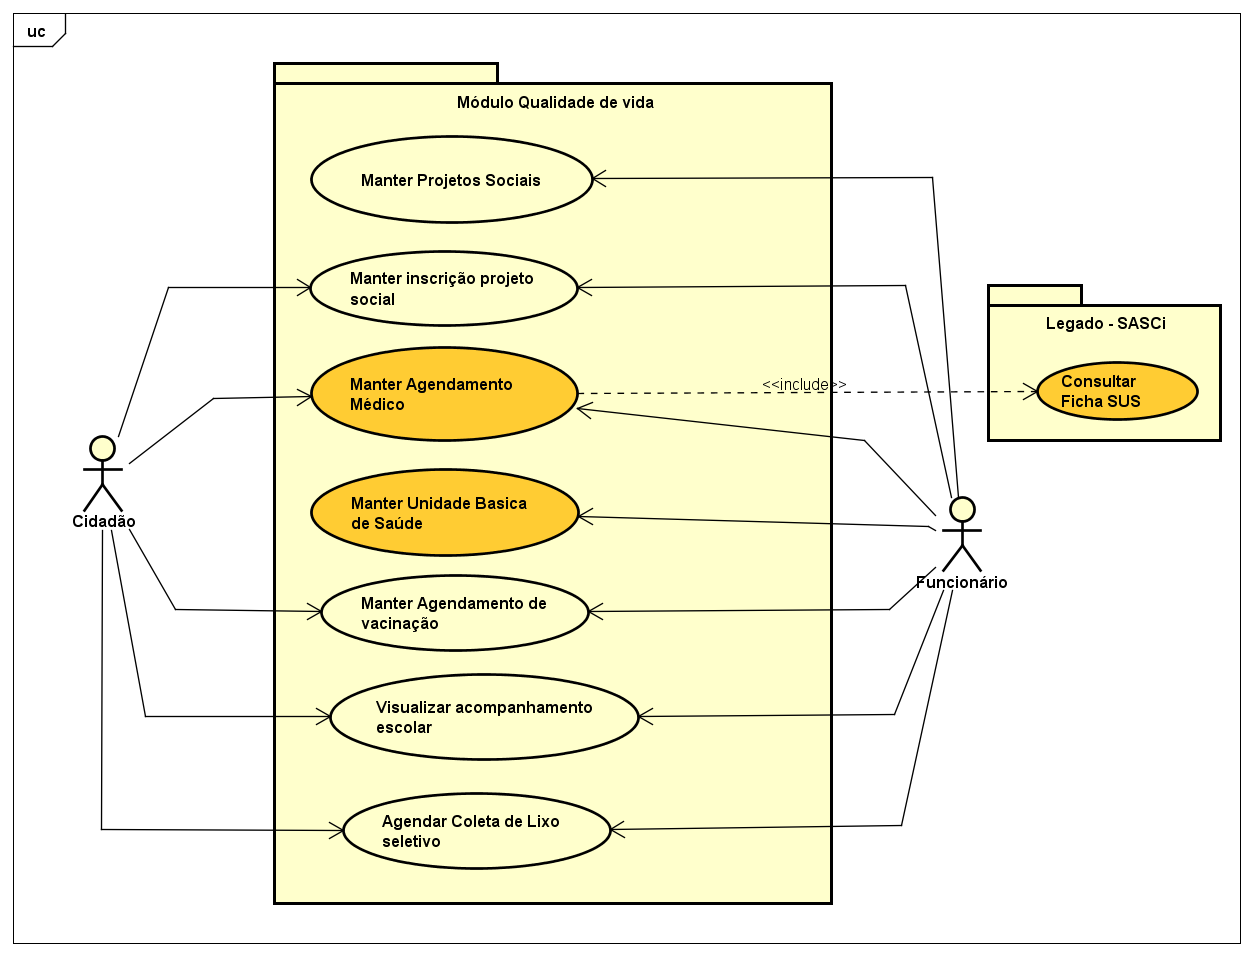 uc
Módulo Qualidade de vida
Manter Projetos Sociais
Manter inscrição projeto
social
Legado - SASCi
Manter Agendamento
Médico
<<include>>
Consultar
Ficha SUS
Manter Unidade Basica
de Saúde
Cidadão
Funcionário
Manter Agendamento de
vacinação
Visualizar acompanhamento
escolar
Agendar Coleta de Lixo
seletivo